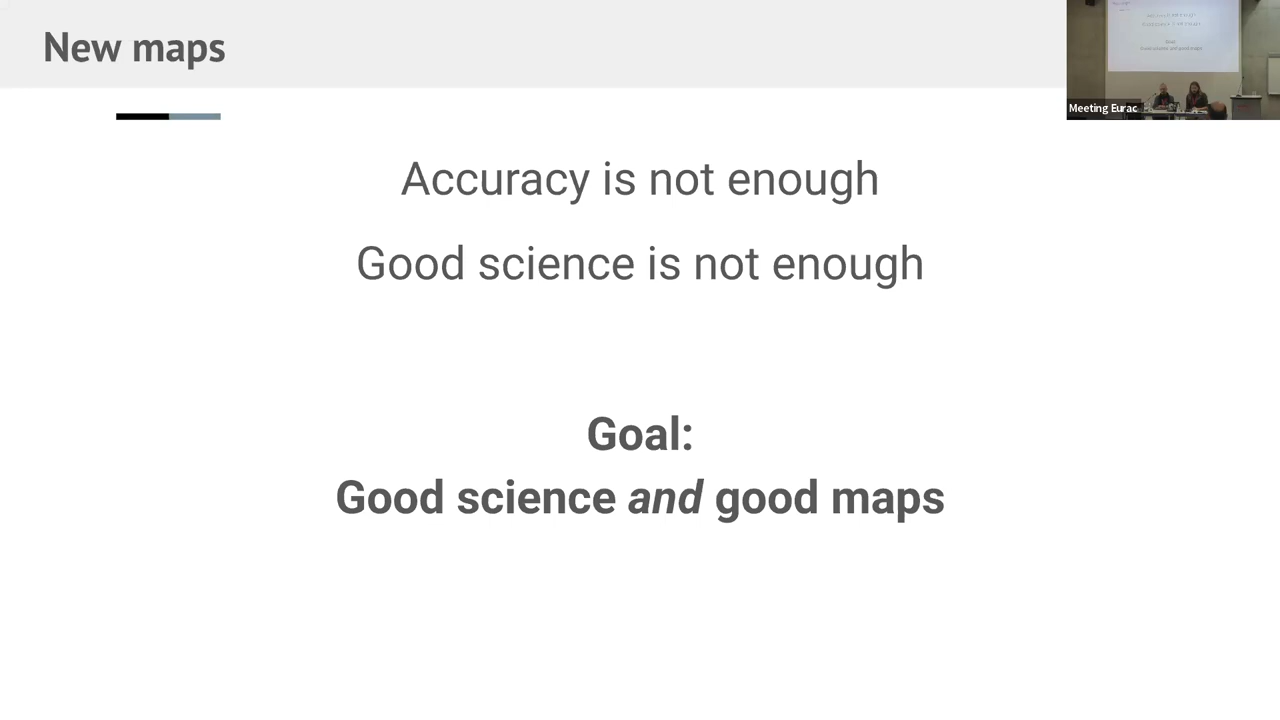 New maps
Meeting Eurac
Accuracy is not enough
Good science is not enough
Goal:
Good science and good maps